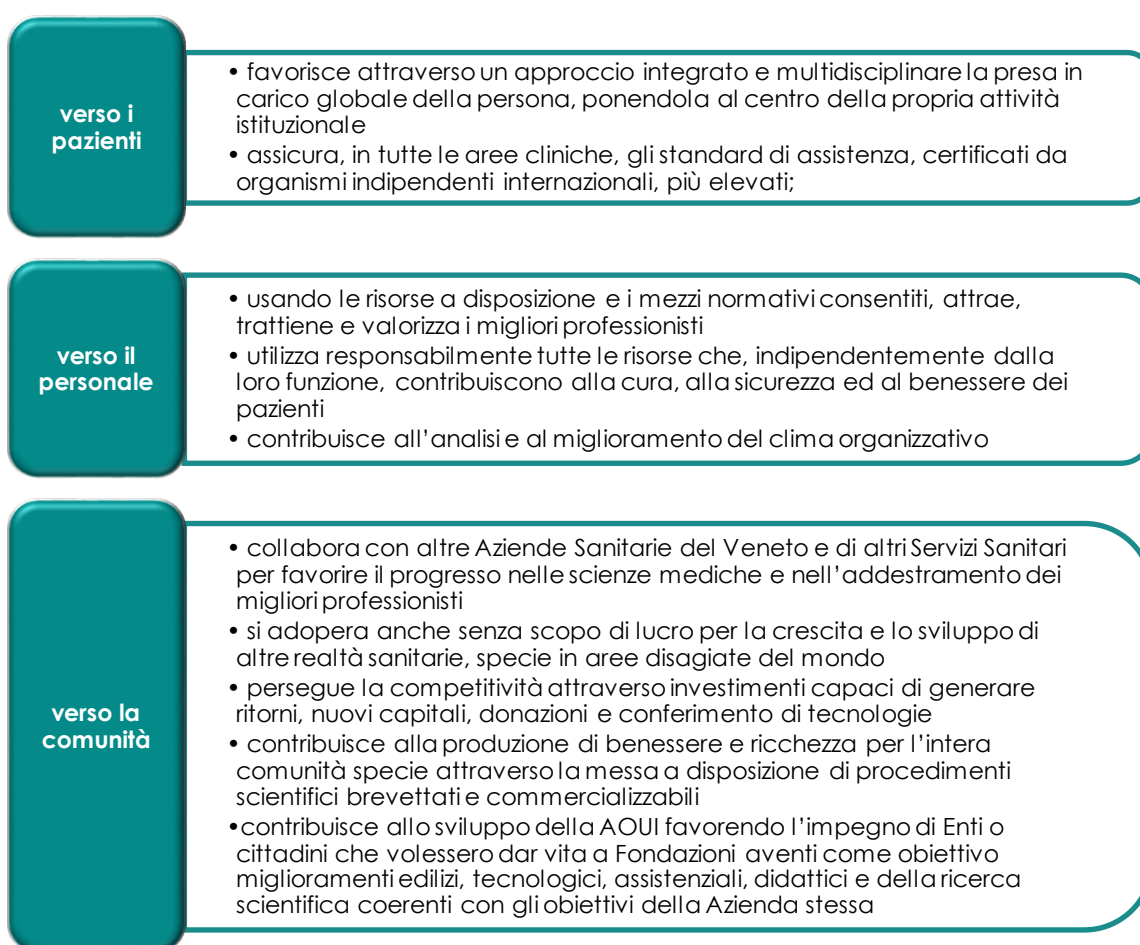 verso i
pazienti
• favorisce attraverso un approccio integrato e multidisciplinare la presa in
carico globale della persona, ponendola al centro della propria attività
istituzionale
• assicura, in tutte le aree cliniche, gli standard di assistenza, certificati da
organismi indipendenti internazionali, più elevati;
verso il
personale
• usando le risorse a disposizione e i mezzi normativi consentiti, attrae,
trattiene e valorizza i migliori professionisti
• utilizza responsabilmente tutte le risorse che, indipendentemente dalla
loro funzione, contribuiscono alla cura, alla sicurezza ed al benessere dei
pazienti
• contribuisce all’analisi e al miglioramento del clima organizzativo
verso la
comunità
• collabora con altre Aziende Sanitarie del Veneto e di altri Servizi Sanitari
per favorire il progresso nelle scienze mediche e nell’addestramento dei
migliori professionisti
• si adopera anche senza scopo di lucro per la crescita e lo sviluppo di
altre realtà sanitarie, specie in aree disagiate del mondo
• persegue la competitività attraverso investimenti capaci di generare
ritorni, nuovi capitali, donazioni e conferimento di tecnologie
• contribuisce alla produzione di benessere e ricchezza per l’intera
comunità specie attraverso la messa a disposizione di procedimenti
scientifici brevettati e commercializzabili
•contribuisce allo sviluppo della AOUI favorendo l’impegno di Enti o
cittadini che volessero dar vita a Fondazioni aventi come obiettivo
miglioramenti edilizi, tecnologici, assistenziali, didattici e della ricerca
scientifica coerenti con gli obiettivi della Azienda stessa